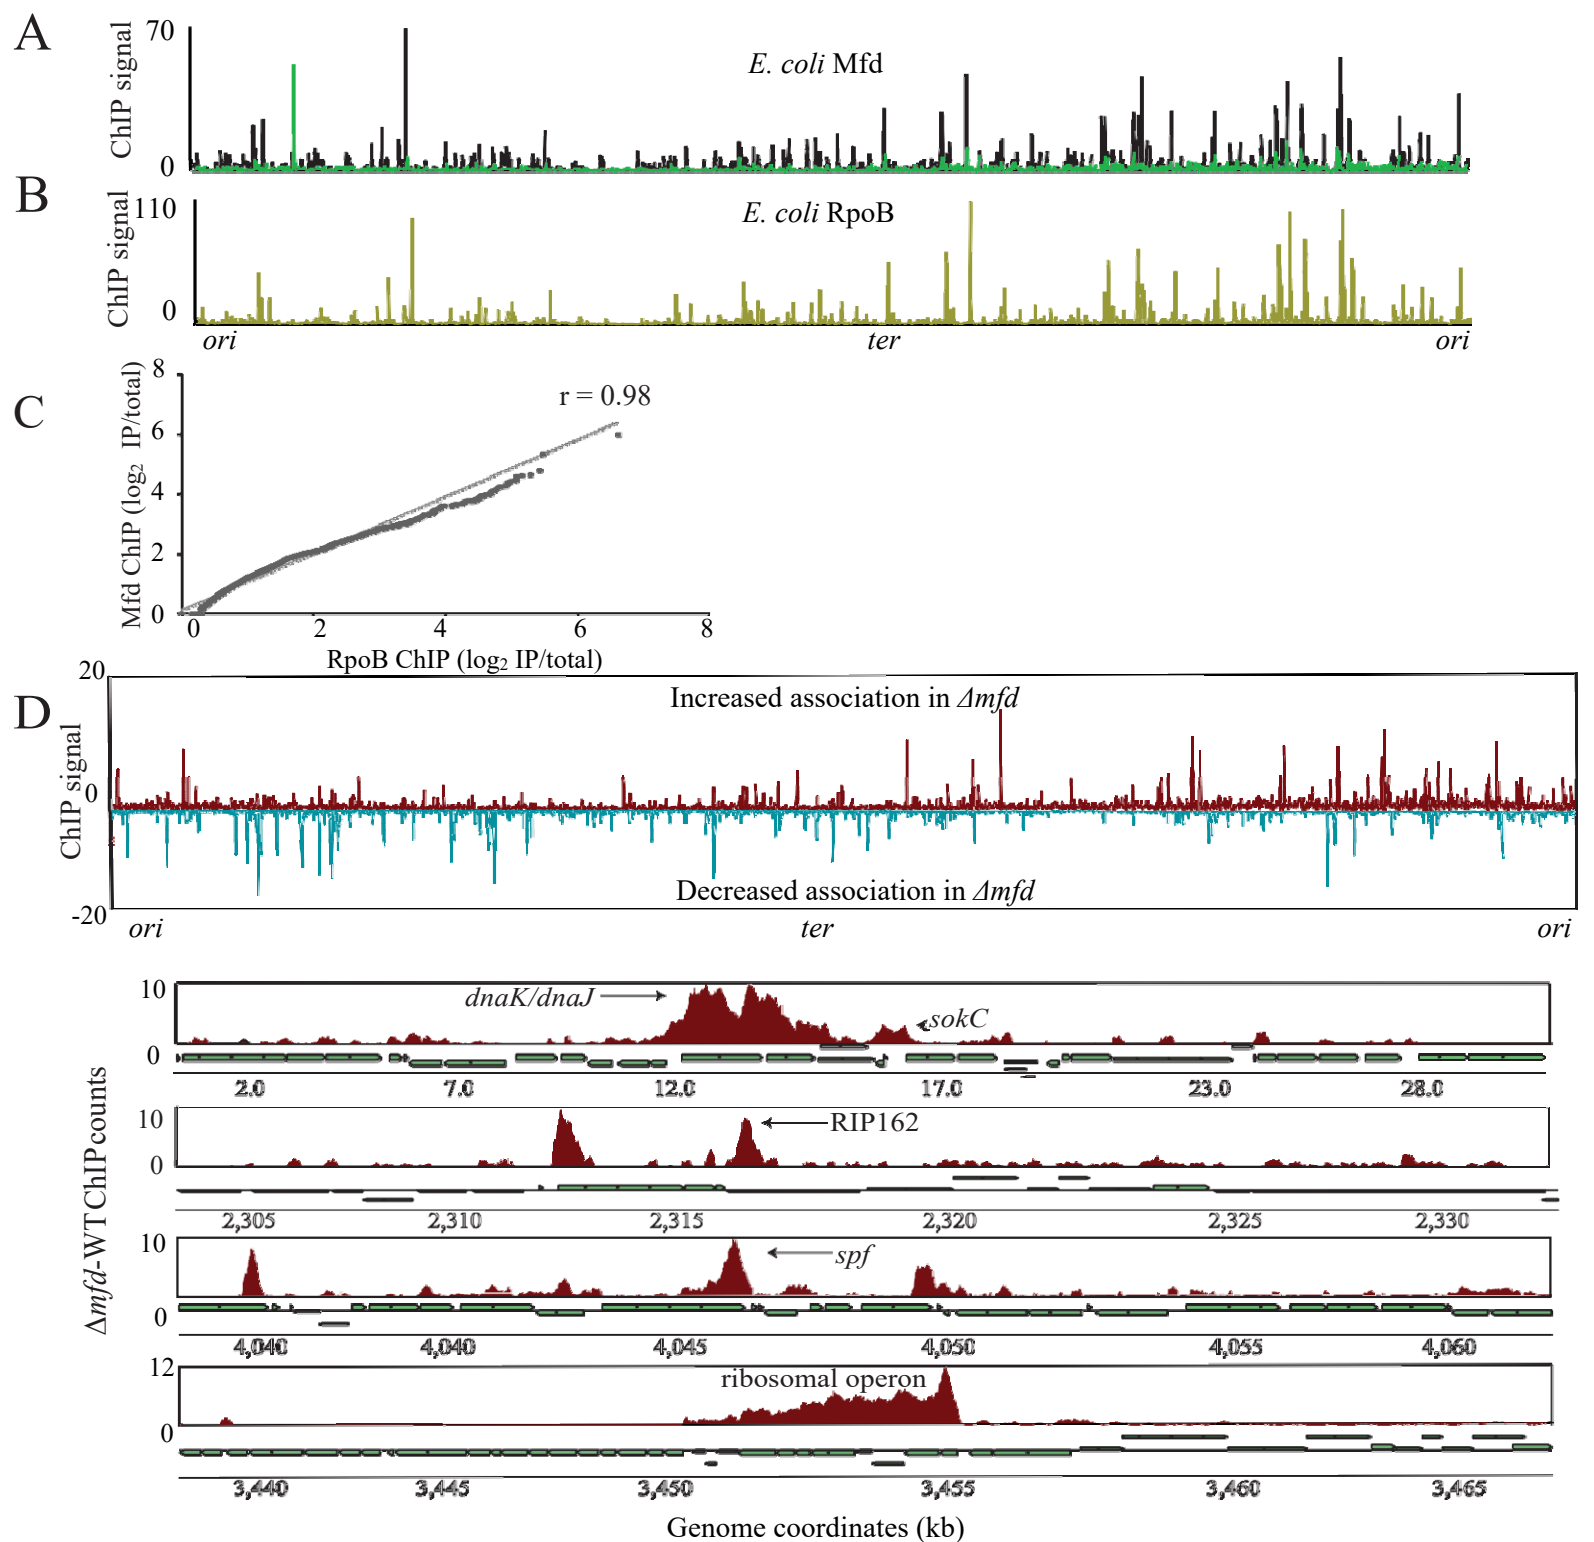 A
ChIP signal
70
0
E. coli Mfd
B
ChIP signal
110
0
E. coli RpoB
ori
ter
ori
C
Mfd ChIP (log2 IP/total)
8
6
4
2
0
r = 0.98
0
2
4
6
8
RpoB ChIP (log2 IP/total)
D
ChIP signal
20
0
-20
Increased association in Δmfd
Decreased association in Δmfd
ori
ter
ori
Δmfd-WT ChIP counts
10
0
dnaK/dnaJ
sokC
2.0
7.0
12.0
17.0
23.0
28.0
10
0
RIP162
2,305
2,310
2,315
2,320
2,325
2,330
10
0
spf
4,040
4,040
4,045
4,050
4,055
4,060
12
0
ribosomal operon
3,440
3,445
3,450
3,455
3,460
3,465
Genome coordinates (kb)